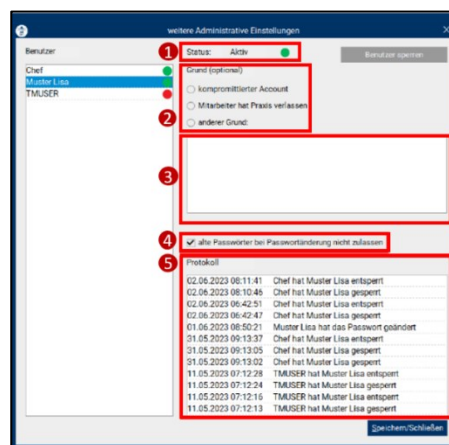 weitere Administrative Einstellungen
Benutzer
Chef
Muster Lisa
TMUSER
1
Status: Aktiv
Benutzer sperren
Grund (optional)
kompromittierter Account
2
Mitarbeiter hat Praxis verlassen
anderer Grund:
3
4
alte Passwörter bei Passwortänderung nicht zulassen
5
Protokoll
02.06.2023 08:11:41 Chef hat Muster Lisa entsperrt
02.06.2023 08:10:46 Chef hat Muster Lisa gesperrt
02.06.2023 06:42:51 Chef hat Muster Lisa entsperrt
02.06.2023 06:42:47 Chef hat Muster Lisa gesperrt
01.06.2023 08:50:21 Muster Lisa hat das Passwort geändert
31.05.2023 09:13:37 Chef hat Muster Lisa entsperrt
31.05.2023 09:13:05 Chef hat Muster Lisa gesperrt
31.05.2023 09:13:02 Chef hat Muster Lisa gesperrt
11.05.2023 07:12:28 TMUSER hat Muster Lisa entsperrt
11.05.2023 07:12:24 TMUSER hat Muster Lisa gesperrt
11.05.2023 07:12:16 TMUSER hat Muster Lisa entsperrt
11.05.2023 07:12:13 TMUSER hat Muster Lisa gesperrt
Speichern/Schließen